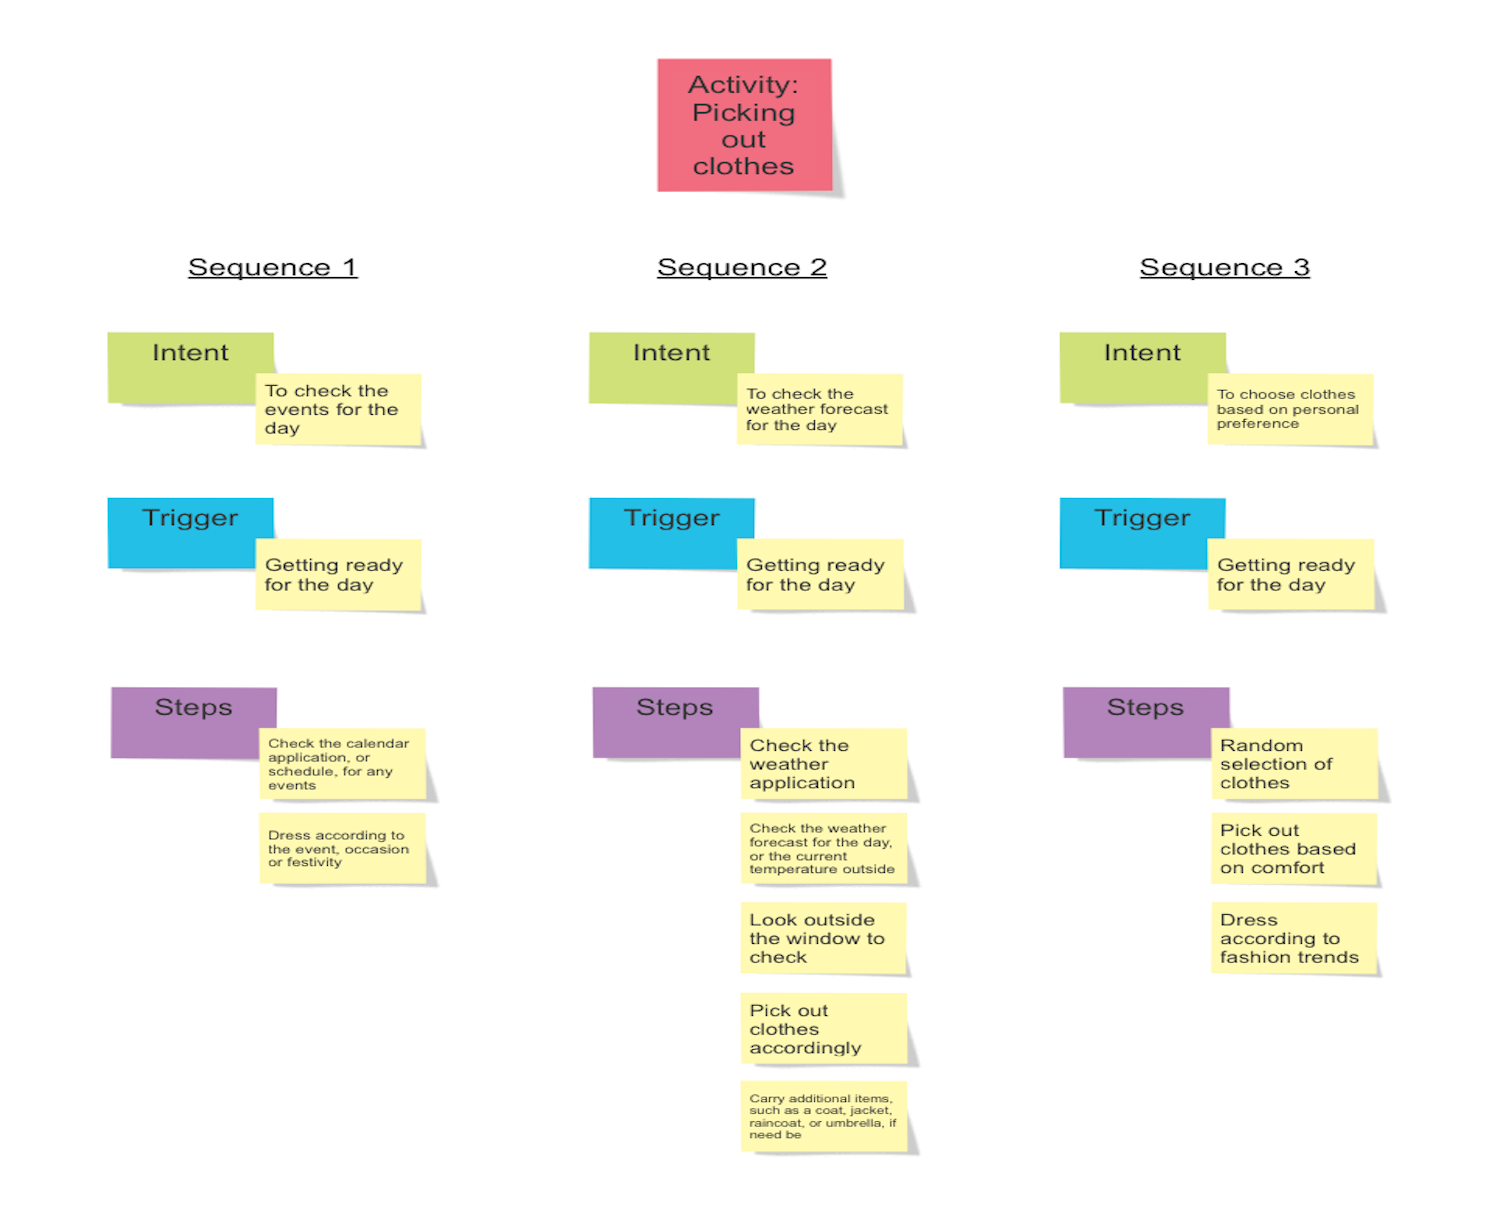 Activity:
Picking
out
clothes
Sequence 1
Intent
To check the
events for the
day
Trigger
Getting ready
for the day
Steps
Check the calendar
application, or
schedule, for any
events
Dress according to
the event, occasion
or festivity
Sequence 2
Intent
To check the
weather forecast
for the day
Trigger
Getting ready
for the day
Steps
Check the
weather
application
Check the weather
forecast for the day,
or the current
temperature outside
Look outside
the window to
check
Pick out
clothes
accordingly
Carry additional items,
such as a coat, jacket,
raincoat, or umbrella, if
need be
Sequence 3
Intent
To choose clothes
based on personal
preference
Trigger
Getting ready
for the day
Steps
Random
selection of
clothes
Pick out
clothes based
on comfort
Dress
according to
fashion trends